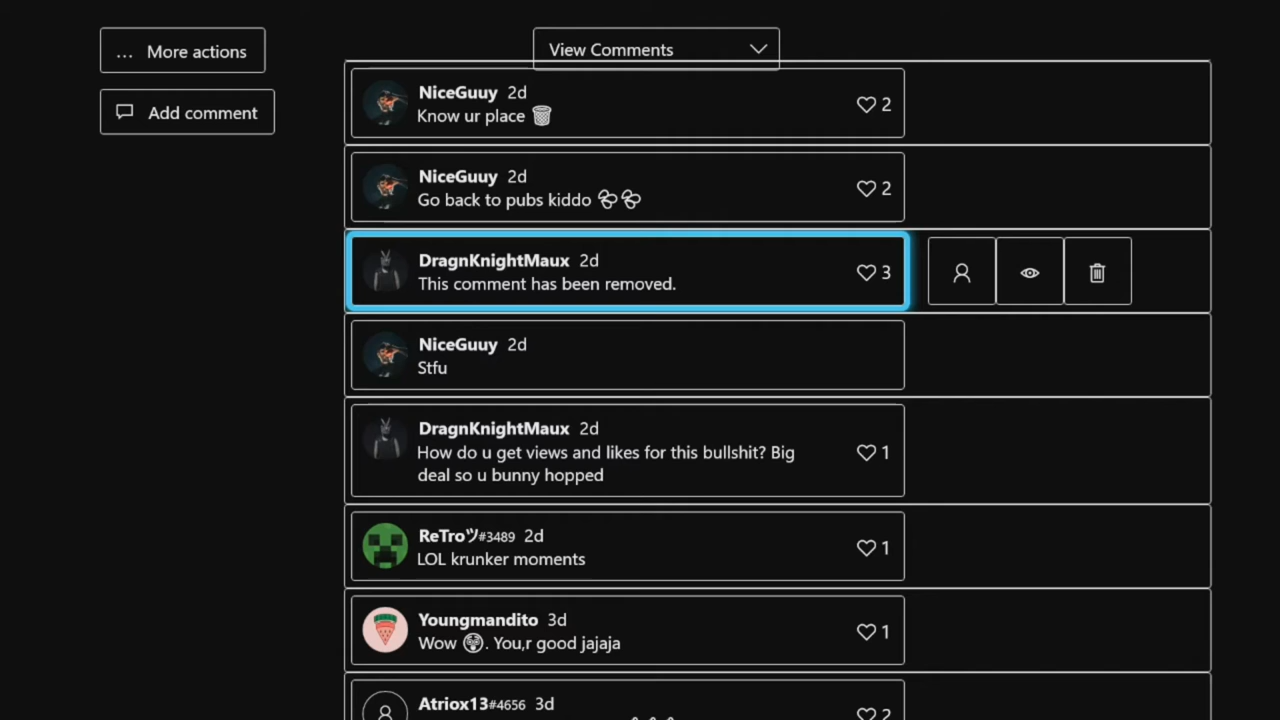 ... More actions
View Comments
Add comment
NiceGuuy 2d
Know ur place 🗑
2
NiceGuuy 2d
Go back to pubs kiddo
2
DragnKnightMaux 2d
This comment has been removed.
3
NiceGuuy 2d
Stfu
DragnKnightMaux 2d
How do u get views and likes for this bullshit? Big
deal so u bunny hopped
1
ReTroツ#3489 2d
LOL krunker moments
1
Youngmandito 3d
Wow 🤯. You,r good jajaja
1
Atriox13#4656 3d
2